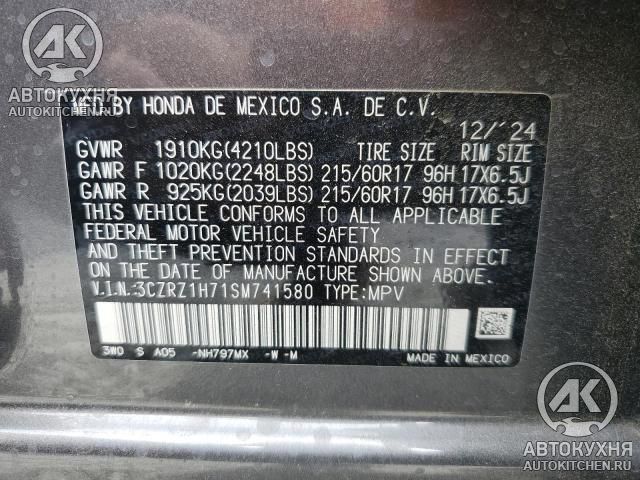 AK
АВТОКУХНЯ
AUTOKITCHEN.RU
MFD. BY HONDA DE MEXICO S.A. DE C.V.
12/'24
GVWR 1910KG(4210LBS) TIRE SIZE RIM SIZE
GAWR F 1020KG(2248LBS) 215/60R17 96H 17X6.5J
GAWR R 925KG(2039LBS) 215/60R17 96H 17X6.5J
THIS VEHICLE CONFORMS TO ALL APPLICABLE
FEDERAL MOTOR VEHICLE SAFETY
AND THEFT PREVENTION STANDARDS IN EFFECT
ON THE DATE OF MANUFACTURE SHOWN ABOVE.
V.I.N.:3CZRZ1H71SM741580 TYPE:MPV
3W0 S A05 -NH797MX -W -M
MADE IN MEXICO
AK
АВТОКУХНЯ
AUTOKITCHEN.RU